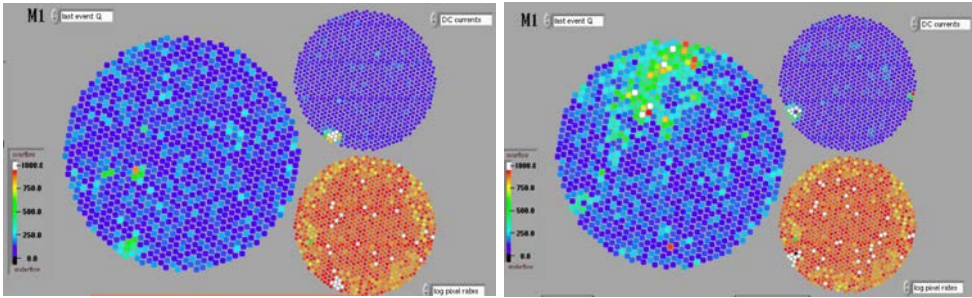 M1
last event Q
DC currents
overflow
1000.0
750.0
500.0
250.0
0.0
underflow
log pixel rates
M1
last event Q
DC currents
overflow
1000.0
750.0
500.0
250.0
0.0
underflow
log pixel rates